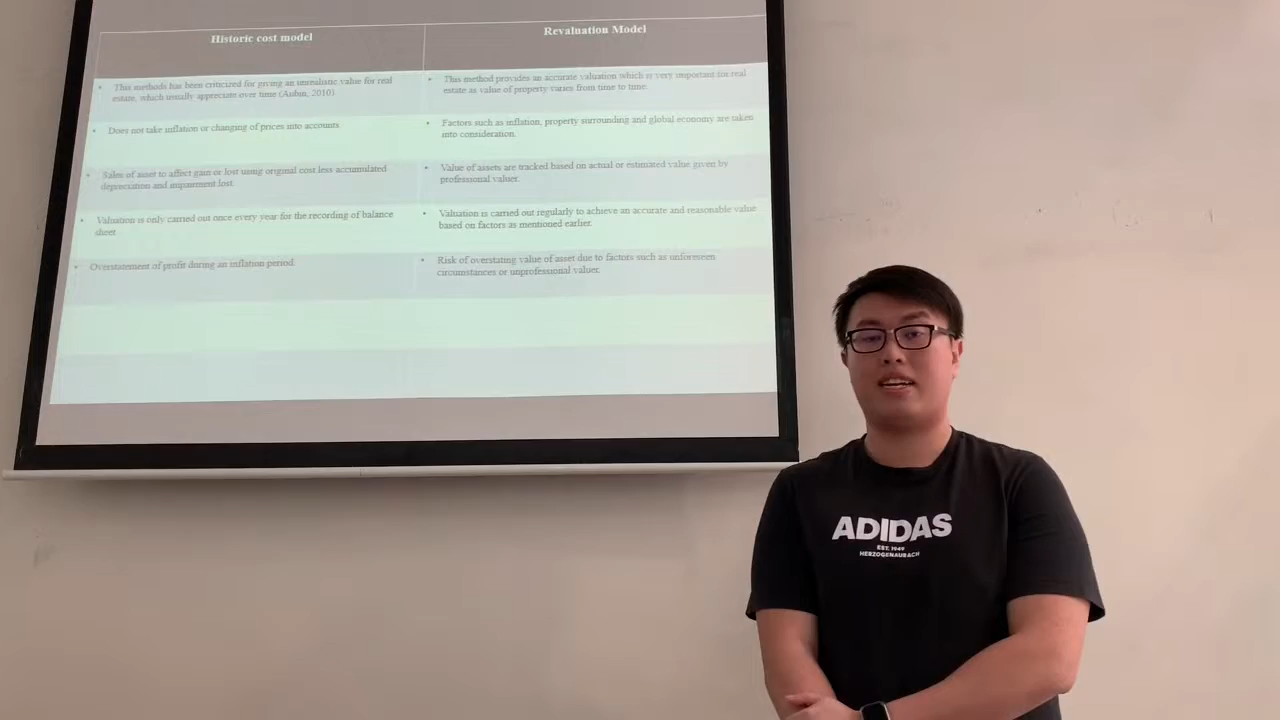 Historic cost model
Revaluation Model
• This methods has been criticized for giving an unrealistic value for real
estate, which usually appreciate over time (Aubin, 2010)
• Does not take inflation or changing of prices into accounts
• Sales of asset to affect gain or lost using original cost less accumulated
depreciation and impairment lost.
• Valuation is only carried out once every year for the recording of balance
sheet
• Overstatement of profit during an inflation period.
• This method provides an accurate valuation which is very important for real
estate as value of property varies from time to time.
• Factors such as inflation, property surrounding and global economy are taken
into consideration.
• Value of assets are tracked based on actual or estimated value given by
professional valuer.
• Valuation is carried out regularly to achieve an accurate and reasonable value
based on factors as mentioned earlier.
• Risk of overstating value of asset due to factors such as unforeseen
circumstances or unprofessional valuer.
ADIDAS
EST. 1949
HERZOGENAURACH